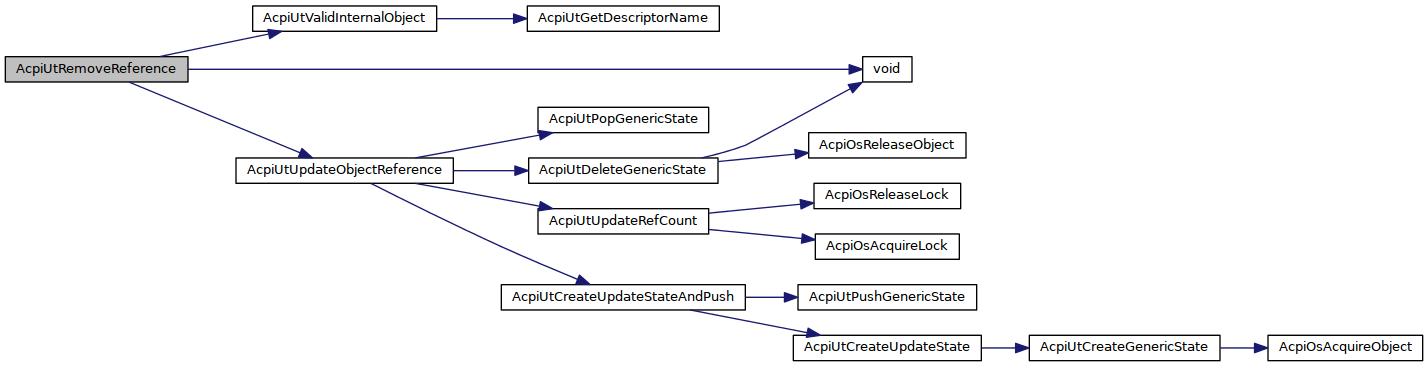 AcpiUtValidInternalObject
AcpiUtGetDescriptorName
AcpiUtRemoveReference
void
AcpiUtPopGenericState
AcpiOsReleaseObject
AcpiUtUpdateObjectReference
AcpiUtDeleteGenericState
AcpiOsReleaseLock
AcpiUtUpdateRefCount
AcpiOsAcquireLock
AcpiUtCreateUpdateStateAndPush
AcpiUtPushGenericState
AcpiUtCreateUpdateState
AcpiUtCreateGenericState
AcpiOsAcquireObject